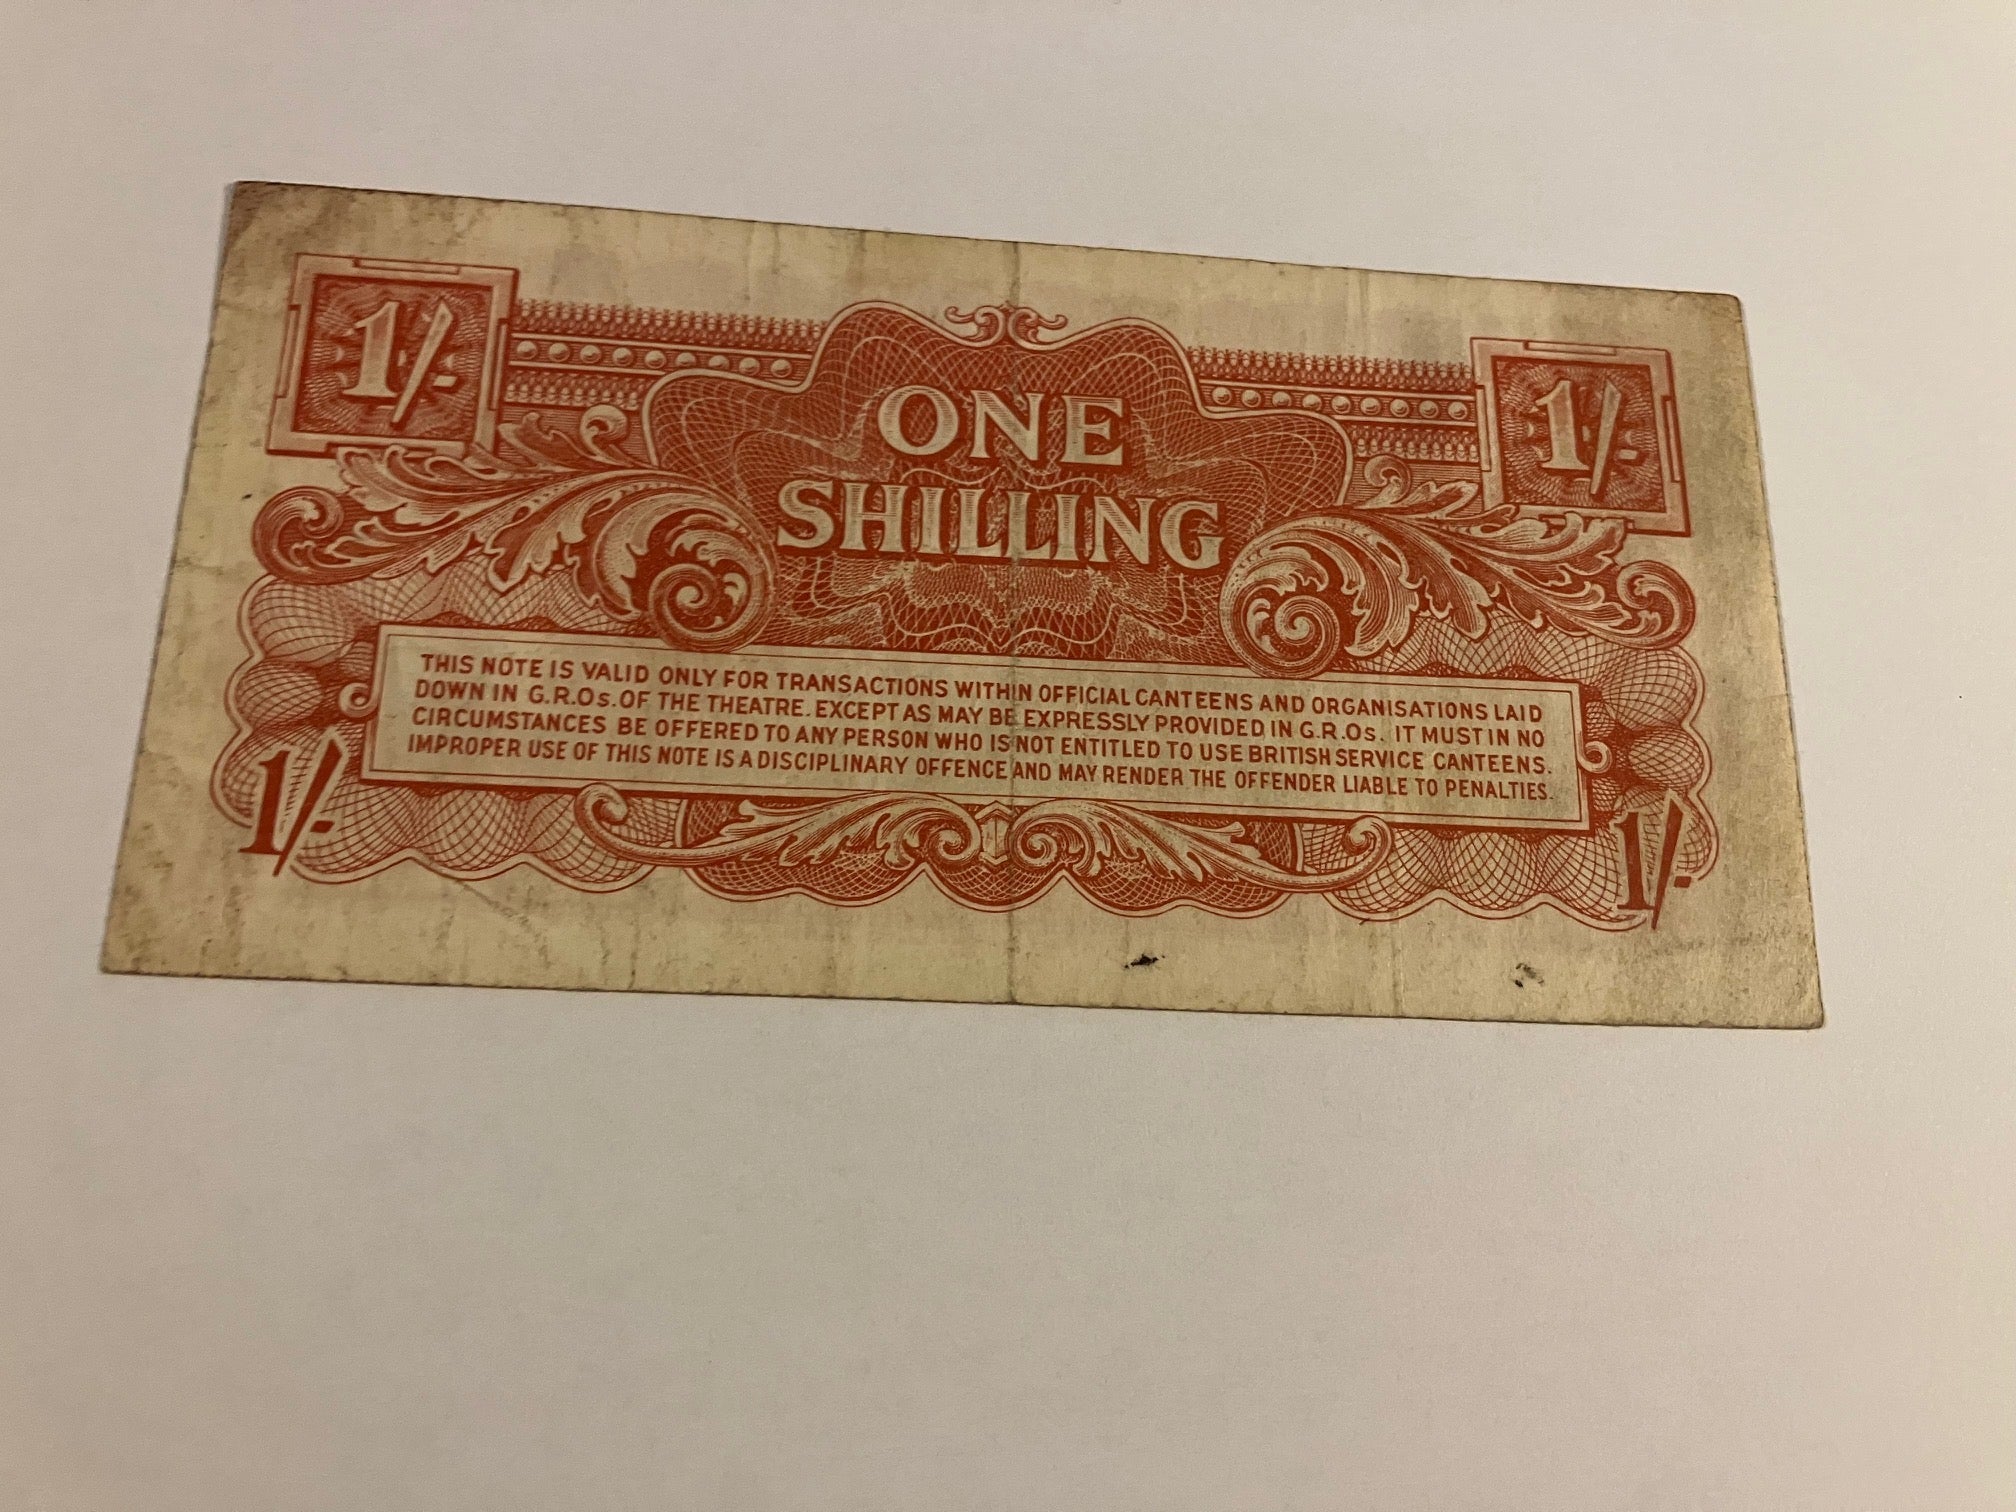 1/-
1/-
ONE
SHILLING
THIS NOTE IS VALID ONLY FOR TRANSACTIONS WITHIN OFFICIAL CANTEENS AND ORGANISATIONS LAID
DOWN IN G.R.Os. OF THE THEATRE. EXCEPT AS MAY BE EXPRESSLY PROVIDED IN G.R.Os. IT MUST IN NO
CIRCUMSTANCES BE OFFERED TO ANY PERSON WHO IS NOT ENTITLED TO USE BRITISH SERVICE CANTEENS.
IMPROPER USE OF THIS NOTE IS A DISCIPLINARY OFFENCE AND MAY RENDER THE OFFENDER LIABLE TO PENALTIES.
1/-
1/-